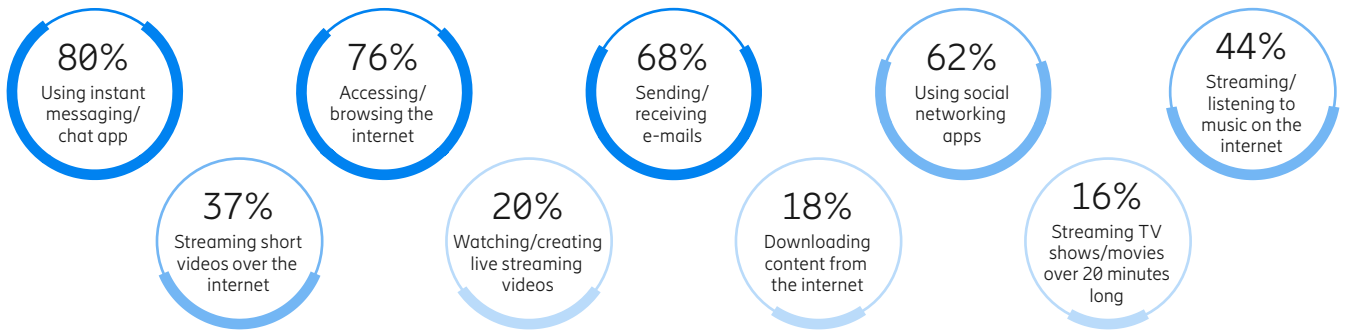 80%
Using instant
messaging/
chat app
76%
Accessing/
browsing the
internet
68%
Sending/
receiving
e-mails
62%
Using social
networking
apps
44%
Streaming/
listening to
music on the
internet
37%
Streaming short
videos over the
internet
20%
Watching/creating
live streaming
videos
18%
Downloading
content from
the internet
16%
Streaming TV
shows/movies
over 20 minutes
long